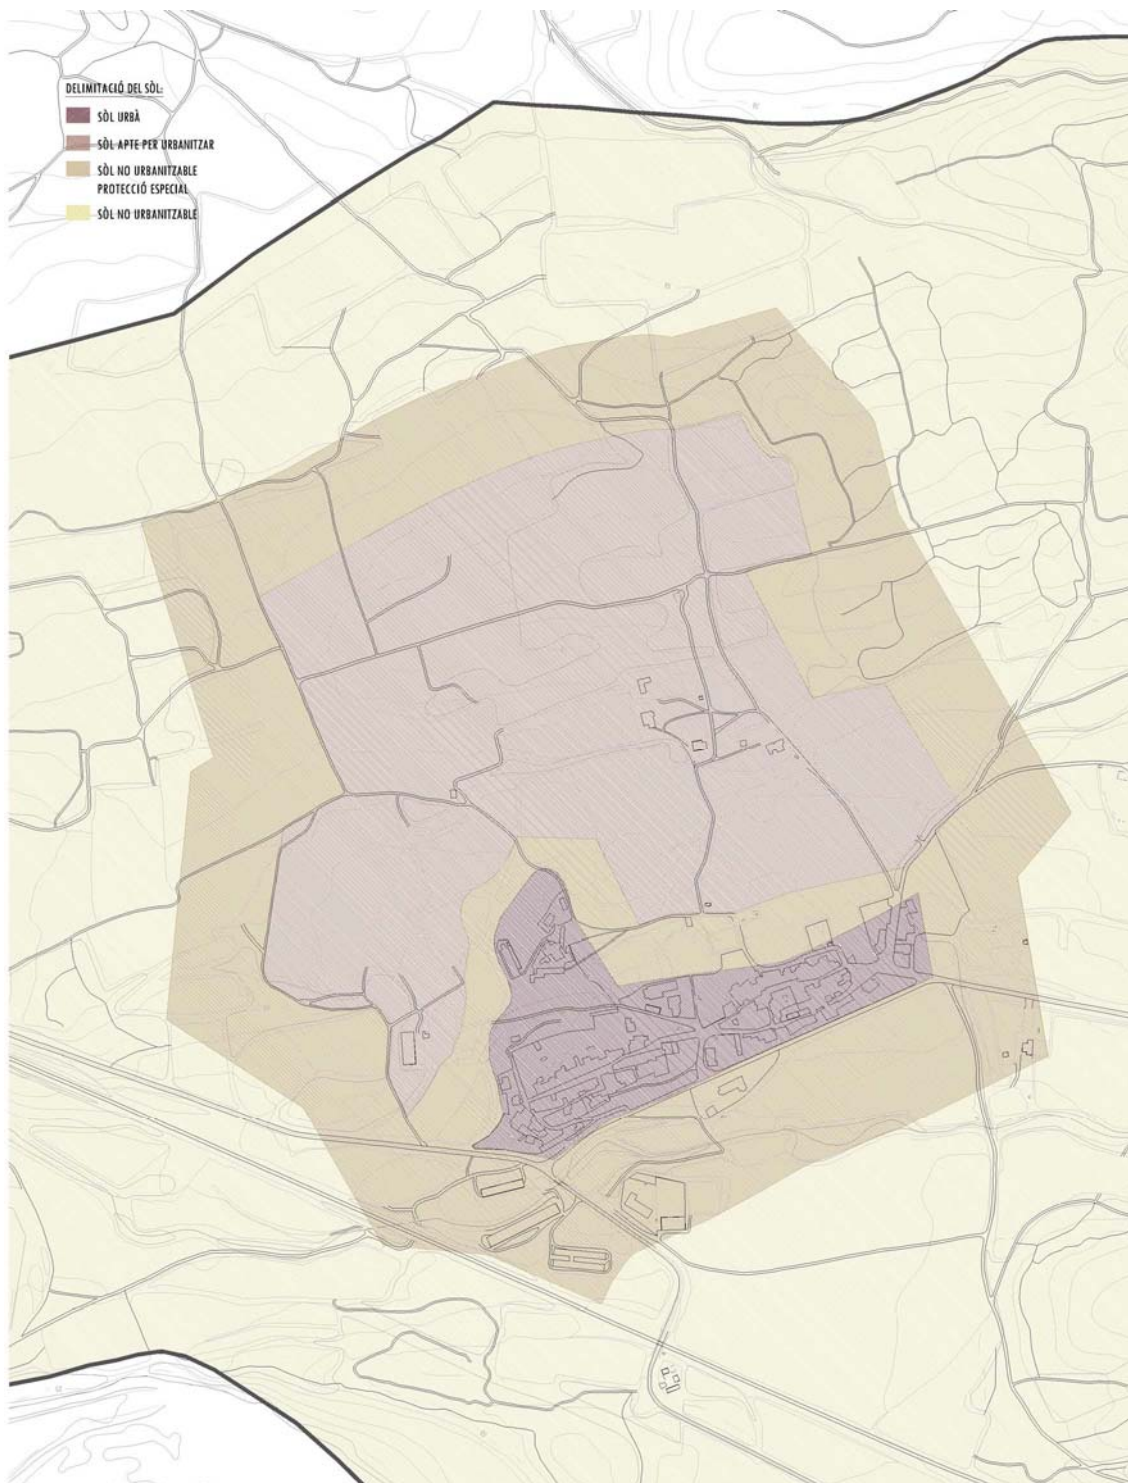 DELIMITACIÓ DEL SÒL:
SÒL URBÀ
SÒL APTE PER URBANITZAR
SÒL NO URBANITZABLE
PROTECCIÓ ESPECIAL
SÒL NO URBANITZABLE